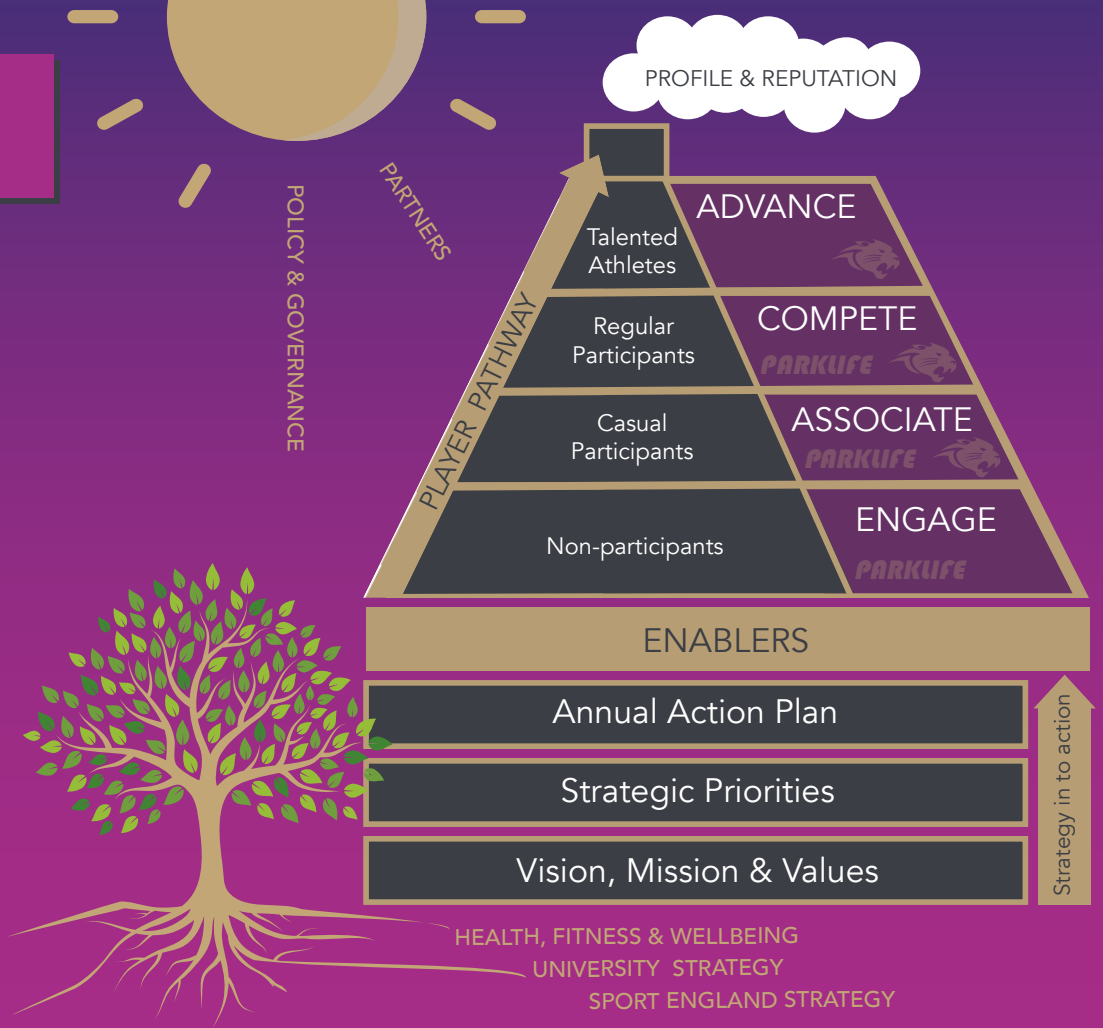 PROFILE & REPUTATION
PARTNERS
POLICY & GOVERNANCE
PLAYER PATHWAY
Talented
Athletes
ADVANCE
Regular
Participants
COMPETE
PARKLIFE
Casual
Participants
ASSOCIATE
PARKLIFE
Non-participants
ENGAGE
PARKLIFE
ENABLERS
Annual Action Plan
Strategic Priorities
Vision, Mission & Values
Strategy in to action
HEALTH, FITNESS & WELLBEING
UNIVERSITY STRATEGY
SPORT ENGLAND STRATEGY